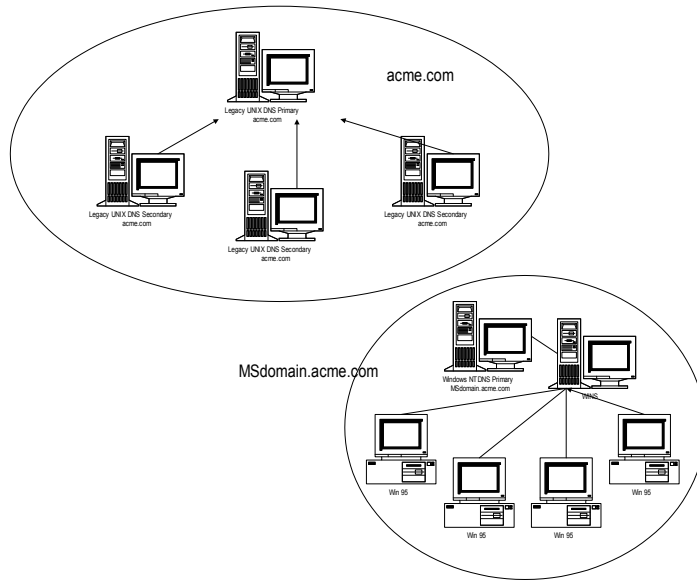 acme.com
Legacy UNIX DNS Primary
acme.com
Legacy UNIX DNS Secondary
acme.com
Legacy UNIX DNS Secondary
acme.com
Legacy UNIX DNS Secondary
acme.com
MSdomain.acme.com
Windows NT DNS Primary
MSdomain.acme.com
WINS
Win 95
Win 95
Win 95
Win 95